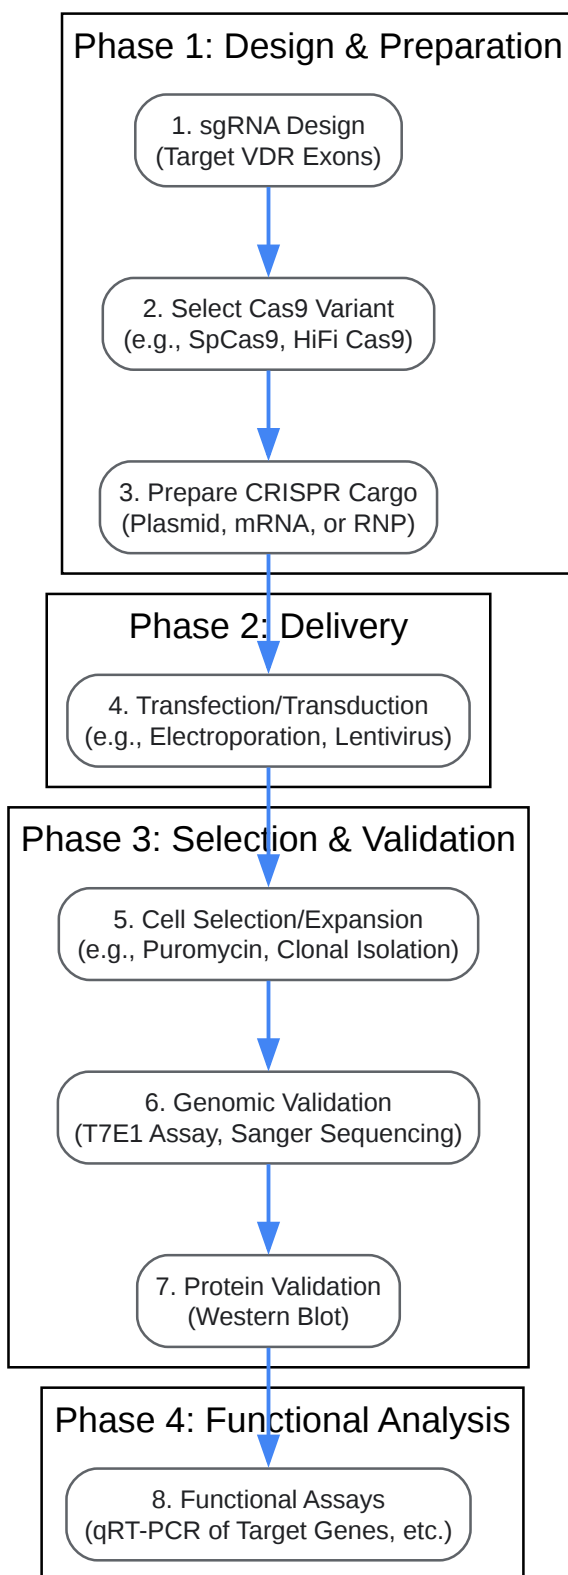 Phase 1: Design & Preparation
1. sgRNA Design
(Target VDR Exons)
2. Select Cas9 Variant
(e.g., SpCas9, HiFi Cas9)
3. Prepare CRISPR Cargo
(Plasmid, mRNA, or RNP)
Phase 2: Delivery
4. Transfection/Transduction
(e.g., Electroporation, Lentivirus)
Phase 3: Selection & Validation
5. Cell Selection/Expansion
(e.g., Puromycin, Clonal Isolation)
6. Genomic Validation
(T7E1 Assay, Sanger Sequencing)
7. Protein Validation
(Western Blot)
Phase 4: Functional Analysis
8. Functional Assays
(qRT-PCR of Target Genes, etc.)